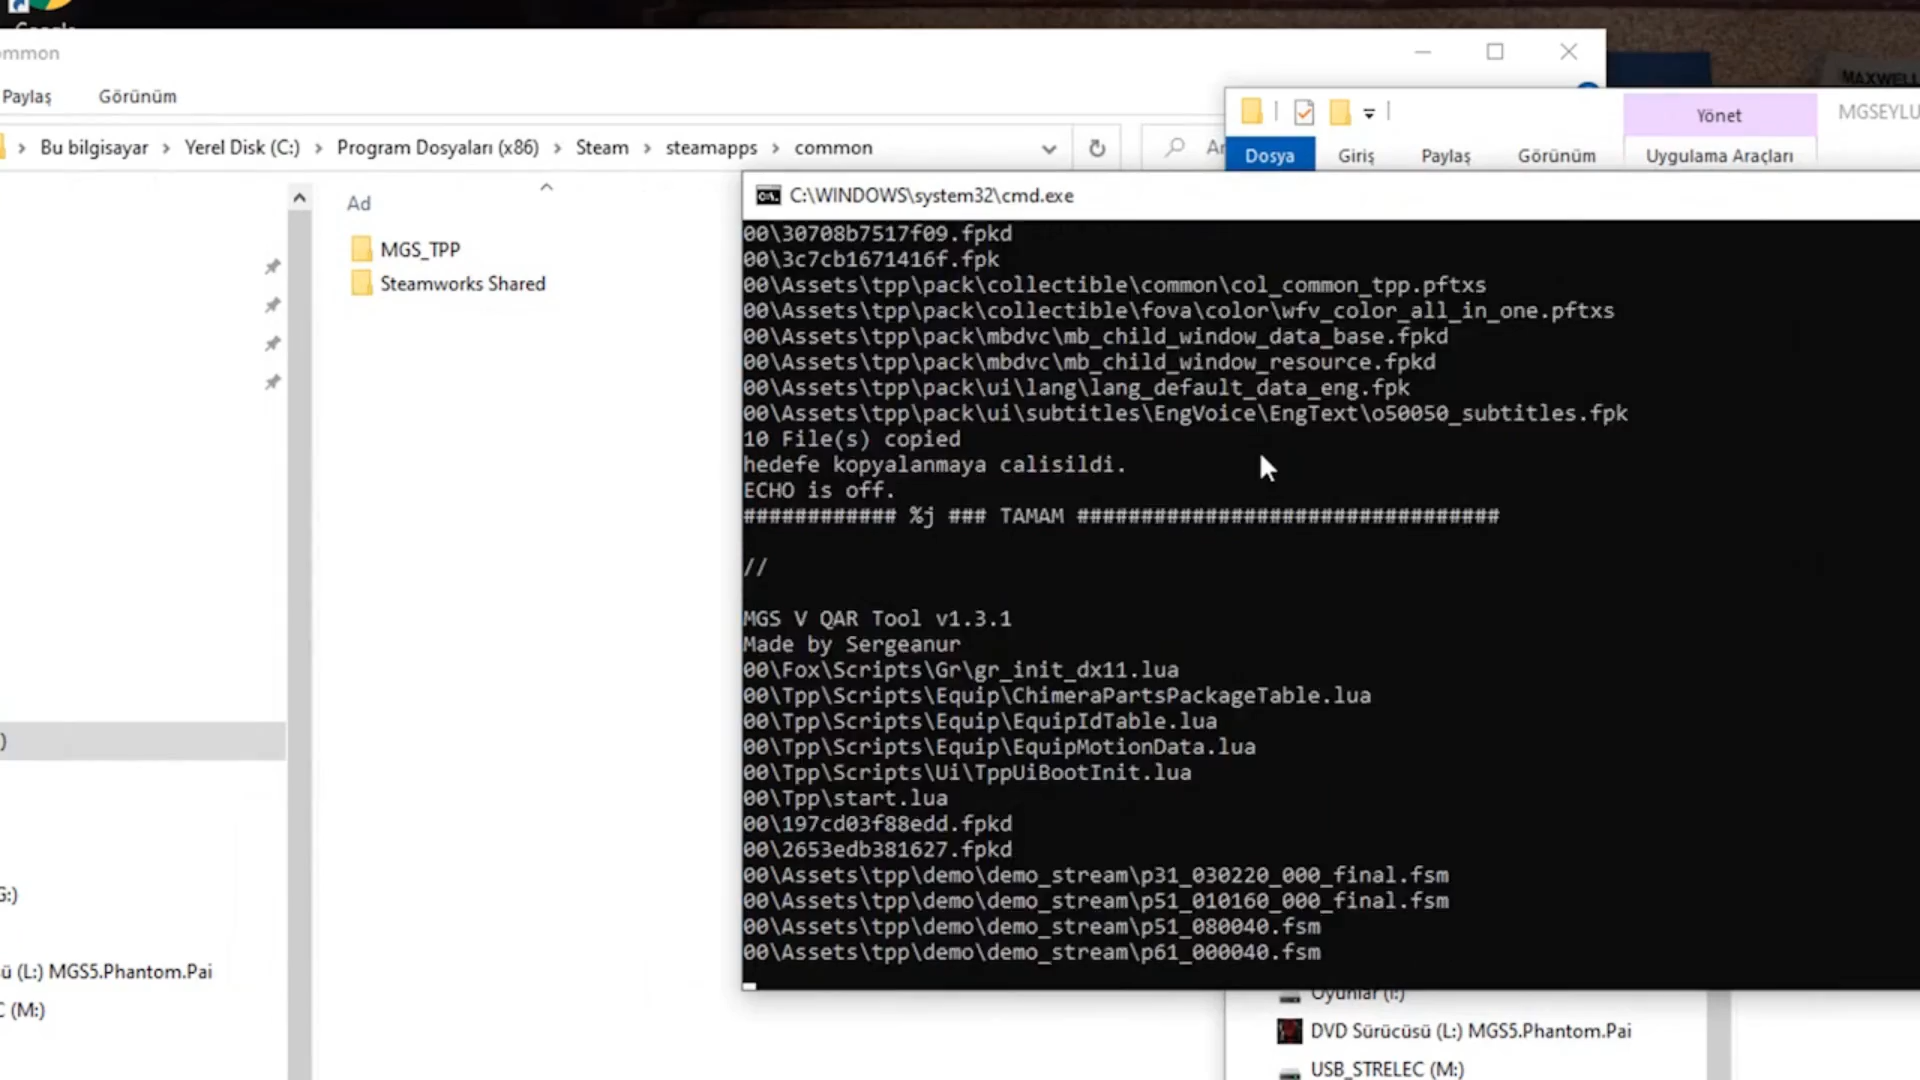 Google
ommon
Paylaş
Görünüm
Bu bilgisayar
Yerel Disk (C:)
Program Dosyaları (x86)
Steam
steamapps
common
Ad
MGS_TPP
Steamworks Shared
)
G:)
sü (L:) MGS5.Phantom.Pai
C (M:)
MAXWELL
Yönet
MGSEYLU
Dosya
Giriş
Paylaş
Görünüm
Uygulama Araçları
C:\WINDOWS\system32\cmd.exe
00\30708b7517f09.fpkd
00\3c7cb1671416f.fpk
00\Assets\tpp\pack\collectible\common\col_common_tpp.pftxs
00\Assets\tpp\pack\collectible\fova\color\wfv_color_all_in_one.pftxs
00\Assets\tpp\pack\mbdvc\mb_child_window_data_base.fpkd
00\Assets\tpp\pack\mbdvc\mb_child_window_resource.fpkd
00\Assets\tpp\pack\ui\lang\lang_default_data_eng.fpk
00\Assets\tpp\pack\ui\subtitles\EngVoice\EngText\o50050_subtitles.fpk
10 File(s) copied
hedefe kopyalanmaya calisildi.
ECHO is off.
############ %j ### TAMAM #################################
//
MGS V QAR Tool v1.3.1
Made by Sergeanur
00\Fox\Scripts\Gr\gr_init_dx11.lua
00\Tpp\Scripts\Equip\ChimeraPartsPackageTable.lua
00\Tpp\Scripts\Equip\EquipIdTable.lua
00\Tpp\Scripts\Equip\EquipMotionData.lua
00\Tpp\Scripts\Ui\TppUiBootInit.lua
00\Tpp\start.lua
00\197cd03f88edd.fpkd
00\2653edb381627.fpkd
00\Assets\tpp\demo\demo_stream\p31_030220_000_final.fsm
00\Assets\tpp\demo\demo_stream\p51_010160_000_final.fsm
00\Assets\tpp\demo\demo_stream\p51_080040.fsm
00\Assets\tpp\demo\demo_stream\p61_000040.fsm
Oyunlar (I:)
DVD Sürücüsü (L:) MGS5.Phantom.Pai
USB_STRELEC (M:)